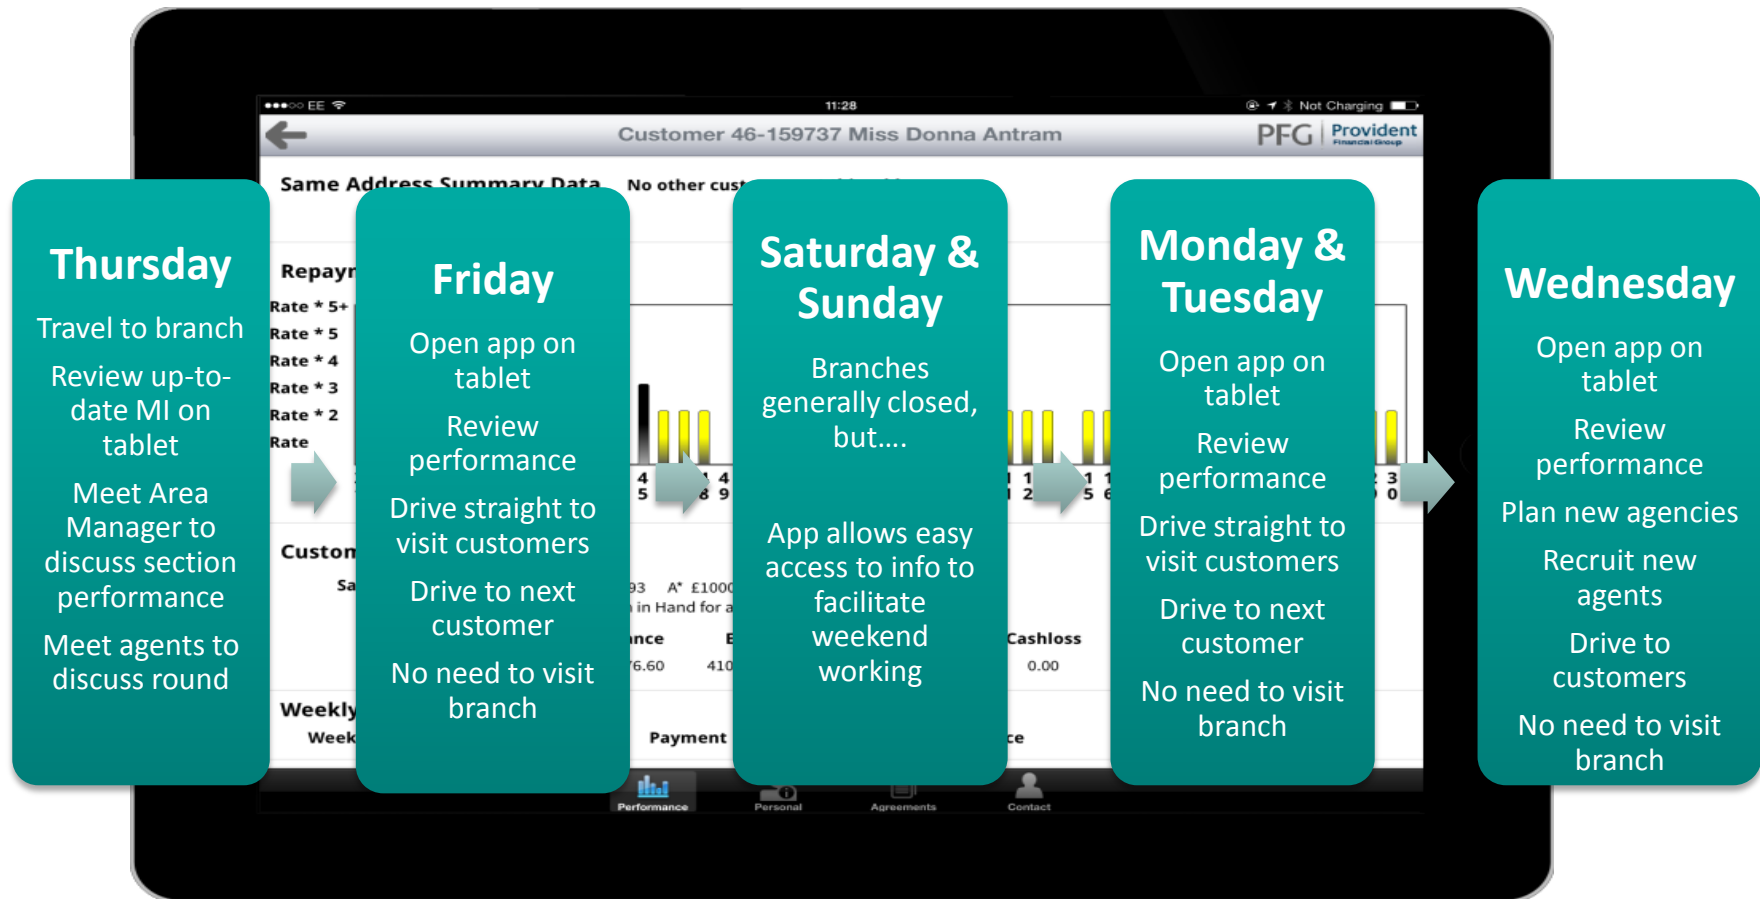 EE
11:28
Not Charging
Customer 46-159737 Miss Donna Antram
PFG
Provident
Financial Group
Same Address Summary Data
No other
Rate * 5+
Rate * 5
Rate * 4
Rate * 3
Rate * 2
Rate
A* £1000
in Hand for a
Cashloss
0.00
Weekly
Week
Payment
Performance
Personal
Agreements
Contact
Thursday
Travel to branch
Review up-to-
date MI on
tablet
Meet Area
Manager to
discuss section
performance
Meet agents to
discuss round
Friday
Open app on
tablet
Review
performance
Drive straight to
visit customers
Drive to next
customer
No need to visit
branch
Saturday &
Sunday
Branches
generally closed,
but....
App allows easy
access to info to
facilitate
weekend
working
Monday &
Tuesday
Open app on
tablet
Review
performance
Drive straight to
visit customers
Drive to next
customer
No need to visit
branch
Wednesday
Open app on
tablet
Review
performance
Plan new agencies
Recruit new
agents
Drive to
customers
No need to visit
branch